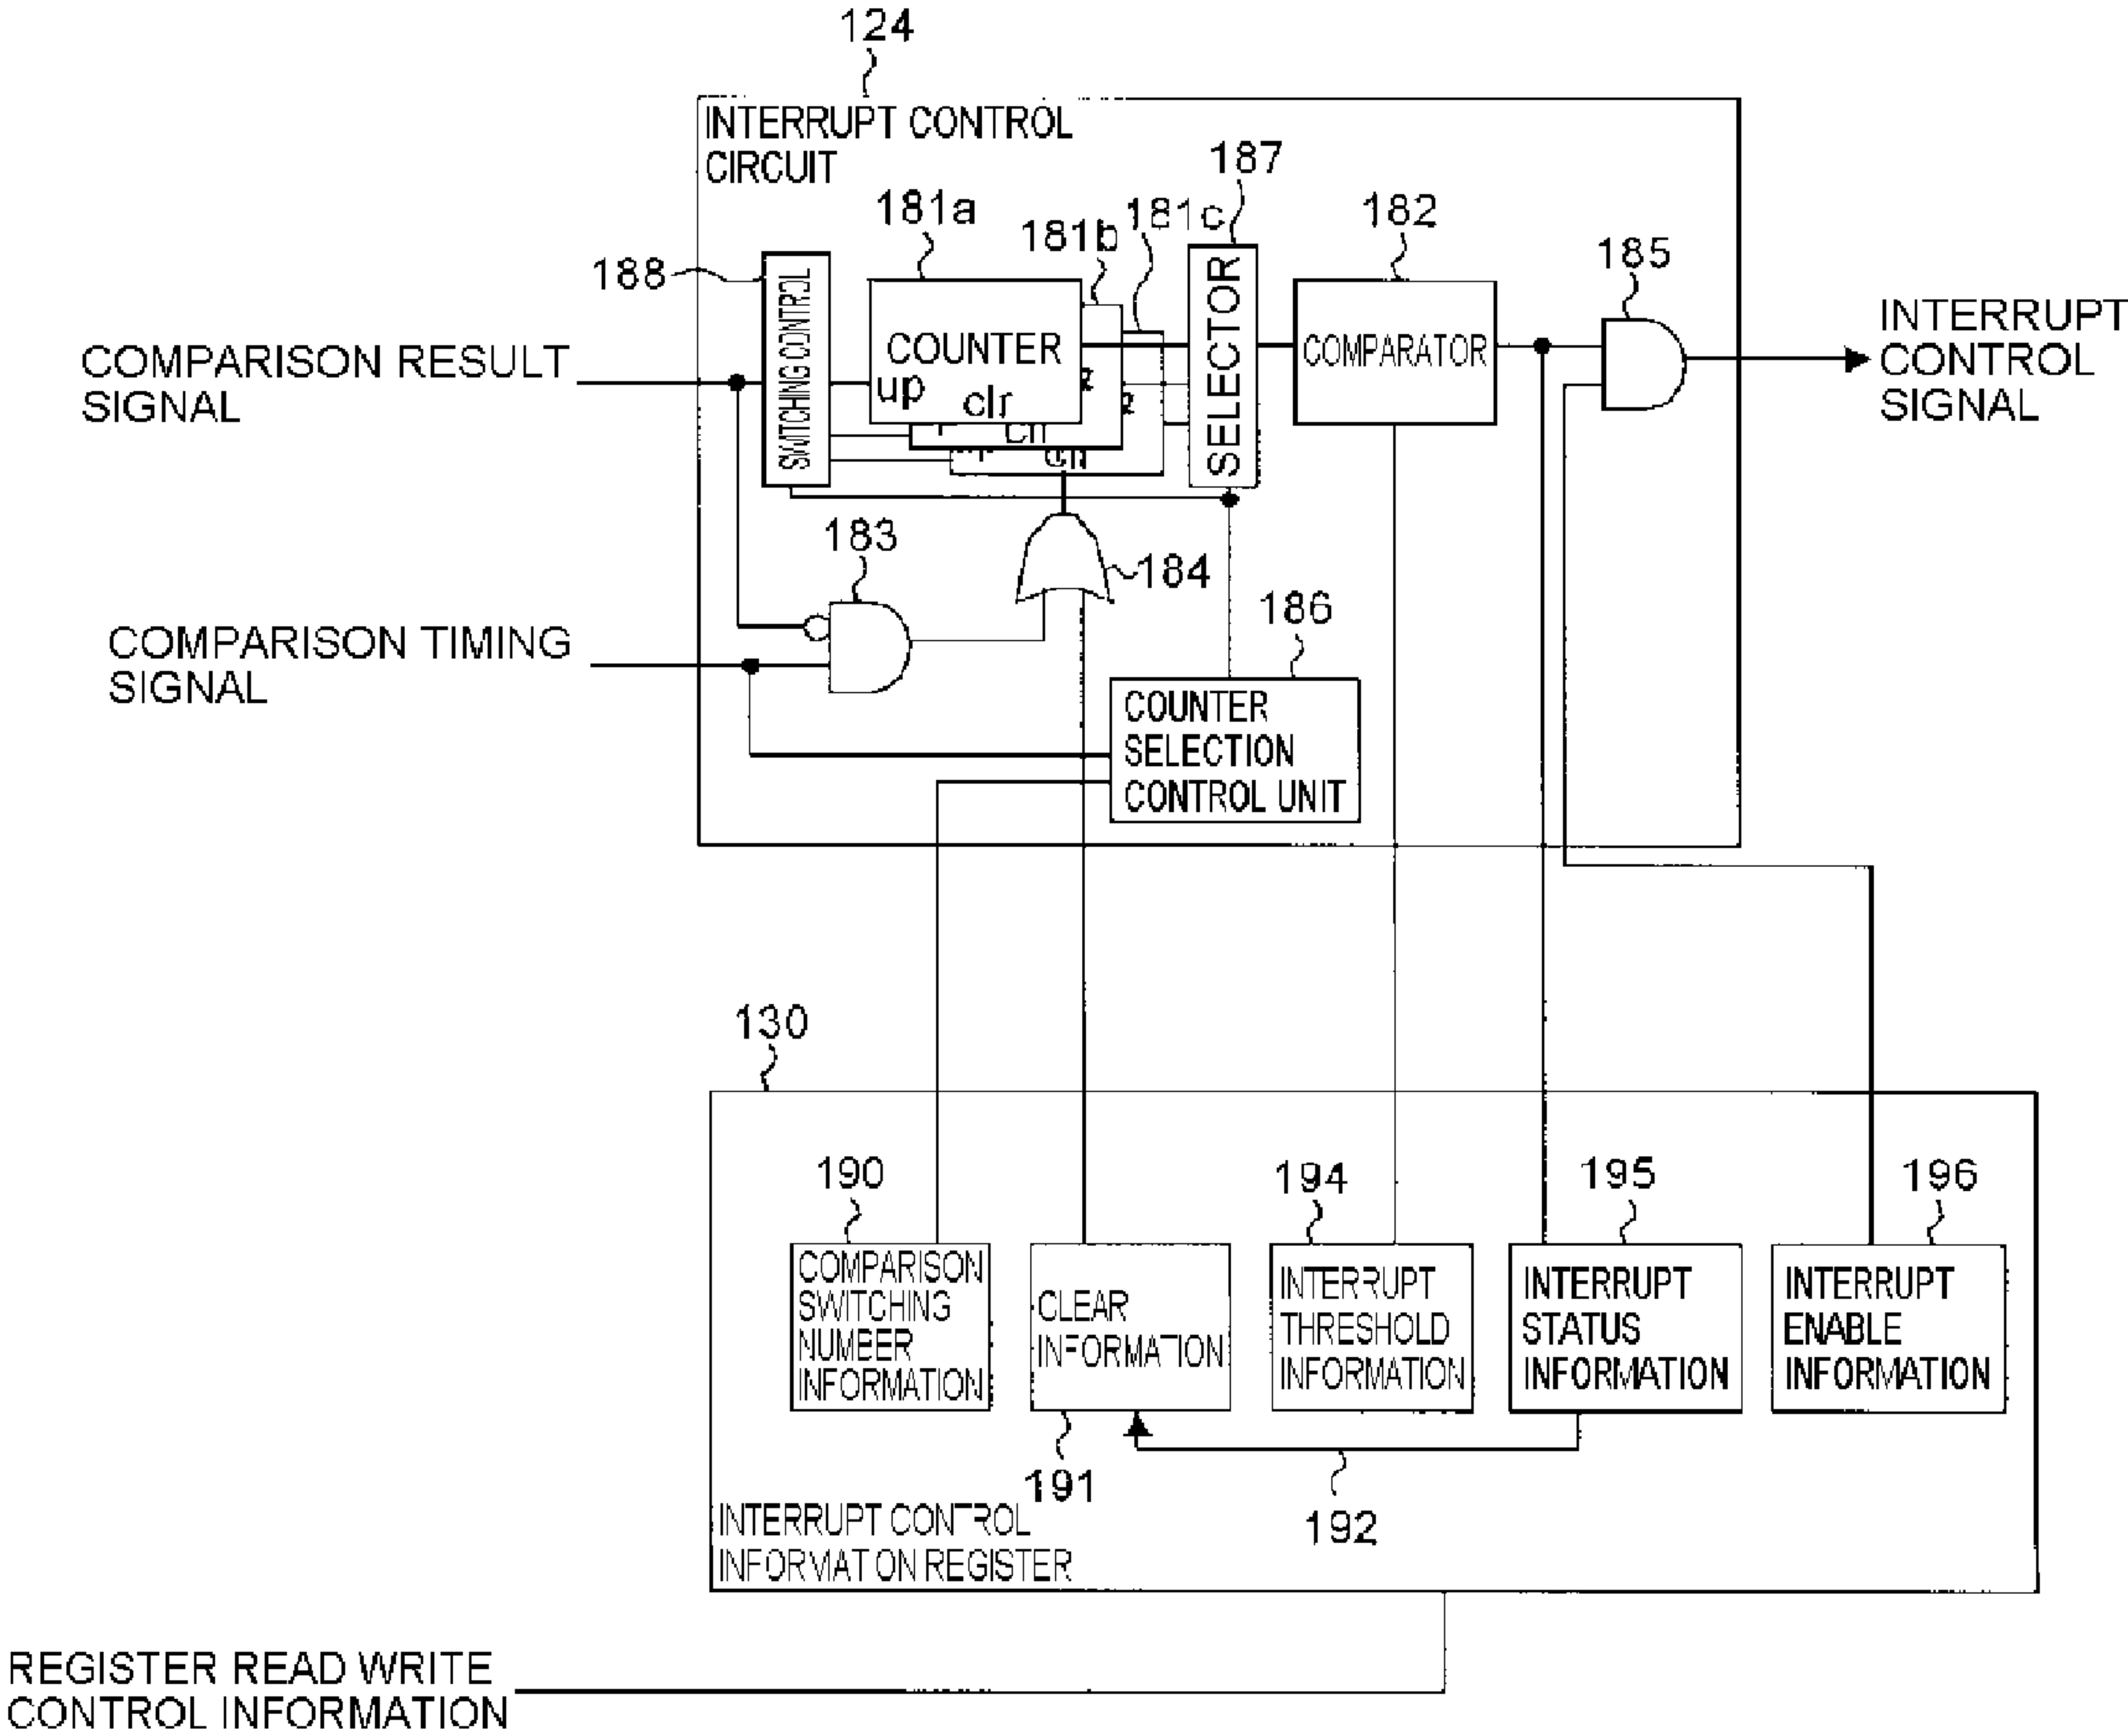 124
INTERRUPT CONTROL
CIRCUIT
187
181a
181b
181c
182
185
188
SWITCHING CONTROL
COUNTER
up
clr
SELECTOR
COMPARATOR
INTERRUPT
CONTROL
SIGNAL
COMPARISON RESULT
SIGNAL
183
184
186
COMPARISON TIMING
SIGNAL
COUNTER
SELECTION
CONTROL UNIT
130
190
194
195
196
COMPARISON
SWITCHING
NUMBER
INFORMATION
CLEAR
INFORMATION
INTERRUPT
THRESHOLD
INFORMATION
INTERRUPT
STATUS
INFORMATION
INTERRUPT
ENABLE
INFORMATION
191
192
INTERRUPT CONTROL
INFORMATION REGISTER
REGISTER READ WRITE
CONTROL INFORMATION